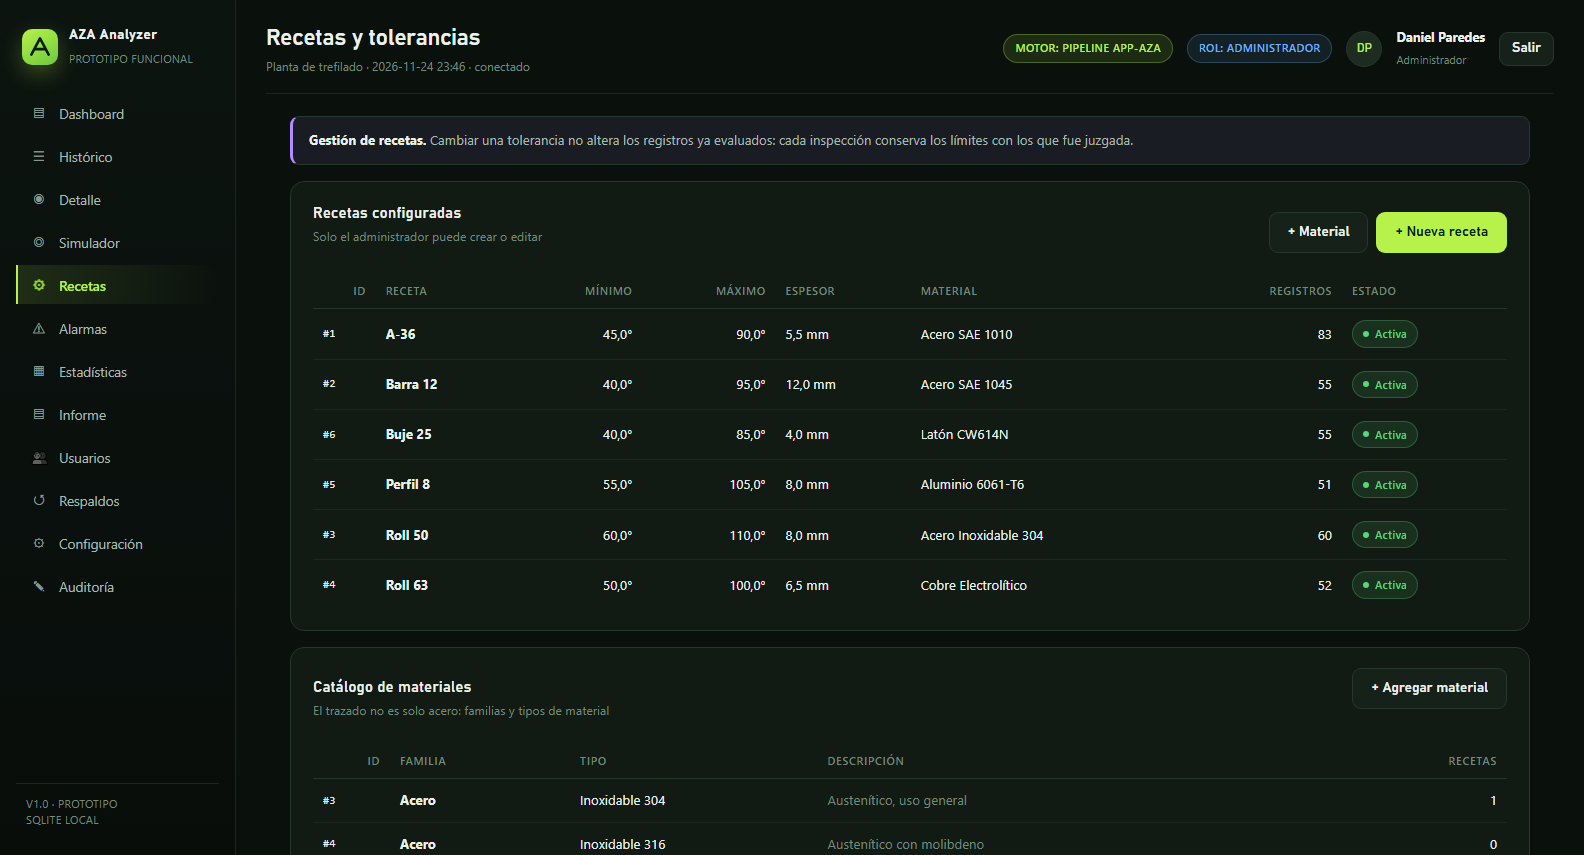 AZA Analyzer
PROTOTIPO FUNCIONAL
Dashboard
Histórico
Detalle
Simulador
Recetas
Alarmas
Estadísticas
Informe
Usuarios
Respaldos
Configuración
Auditoría
V1.0 · PROTOTIPO
SQLITE LOCAL
Recetas y tolerancias
Planta de trefilado · 2026-11-24 23:46 · conectado
MOTOR: PIPELINE APP-AZA
ROL: ADMINISTRADOR
DP
Daniel Paredes
Administrador
Salir
Gestión de recetas. Cambiar una tolerancia no altera los registros ya evaluados: cada inspección conserva los límites con los que fue juzgada.
Recetas configuradas
Solo el administrador puede crear o editar
+ Material
+ Nueva receta
ID RECETA MÍNIMO MÁXIMO ESPESOR MATERIAL REGISTROS ESTADO
#1 A-36 45,0° 90,0° 5,5 mm Acero SAE 1010 83 Activa
#2 Barra 12 40,0° 95,0° 12,0 mm Acero SAE 1045 55 Activa
#6 Buje 25 40,0° 85,0° 4,0 mm Latón CW614N 55 Activa
#5 Perfil 8 55,0° 105,0° 8,0 mm Aluminio 6061-T6 51 Activa
#3 Roll 50 60,0° 110,0° 8,0 mm Acero Inoxidable 304 60 Activa
#4 Roll 63 50,0° 100,0° 6,5 mm Cobre Electrolítico 52 Activa
Catálogo de materiales
El trazado no es solo acero: familias y tipos de material
+ Agregar material
ID FAMILIA TIPO DESCRIPCIÓN RECETAS
#3 Acero Inoxidable 304 Austenítico, uso general 1
#4 Acero Inoxidable 316 Austenítico con molibdeno 0